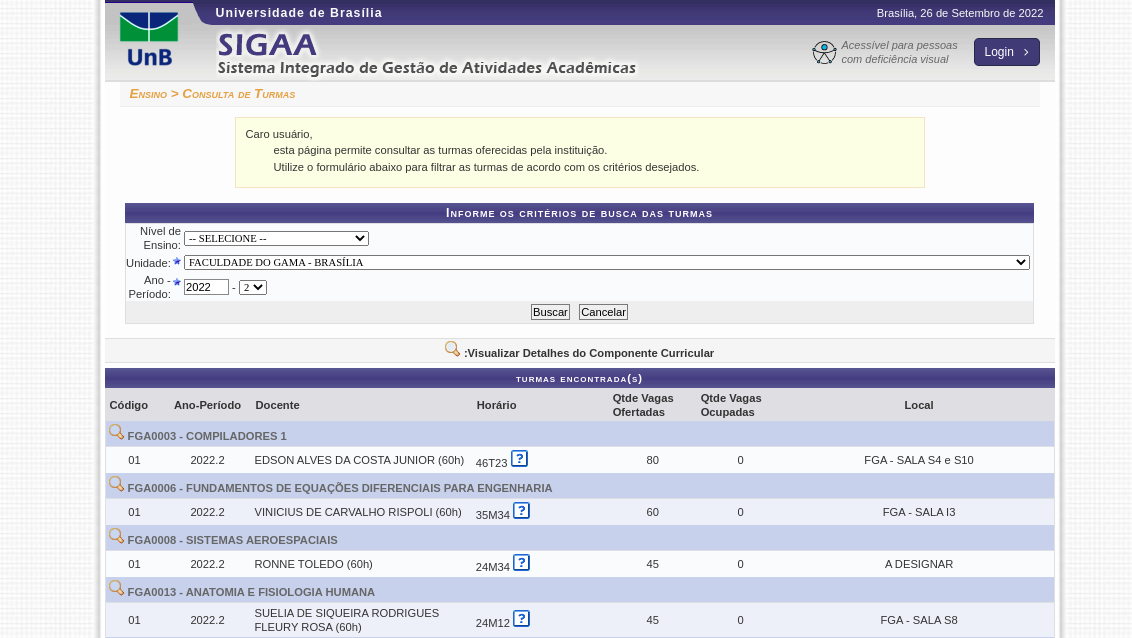 Universidade de Brasília
Brasília, 26 de Setembro de 2022
UnB
SIGAA
Sistema Integrado de Gestão de Atividades Acadêmicas
Acessível para pessoas
com deficiência visual
Login
Ensino > Consulta de Turmas
Caro usuário,
esta página permite consultar as turmas oferecidas pela instituição.
Utilize o formulário abaixo para filtrar as turmas de acordo com os critérios desejados.
Informe os critérios de busca das turmas
Nível de
Ensino: -- SELECIONE --
Unidade: FACULDADE DO GAMA - BRASÍLIA
Ano -
Período: 2022 - 2
Buscar Cancelar
:Visualizar Detalhes do Componente Curricular
turmas encontrada(s)
Código Ano-Período Docente Horário Qtde Vagas Ofertadas Qtde Vagas Ocupadas Local
FGA0003 - COMPILADORES 1
01 2022.2 EDSON ALVES DA COSTA JUNIOR (60h) 46T23 ? 80 0 FGA - SALA S4 e S10
FGA0006 - FUNDAMENTOS DE EQUAÇÕES DIFERENCIAIS PARA ENGENHARIA
01 2022.2 VINICIUS DE CARVALHO RISPOLI (60h) 35M34 ? 60 0 FGA - SALA I3
FGA0008 - SISTEMAS AEROESPACIAIS
01 2022.2 RONNE TOLEDO (60h) 24M34 ? 45 0 A DESIGNAR
FGA0013 - ANATOMIA E FISIOLOGIA HUMANA
01 2022.2 SUELIA DE SIQUEIRA RODRIGUES FLEURY ROSA (60h) 24M12 ? 45 0 FGA - SALA S8